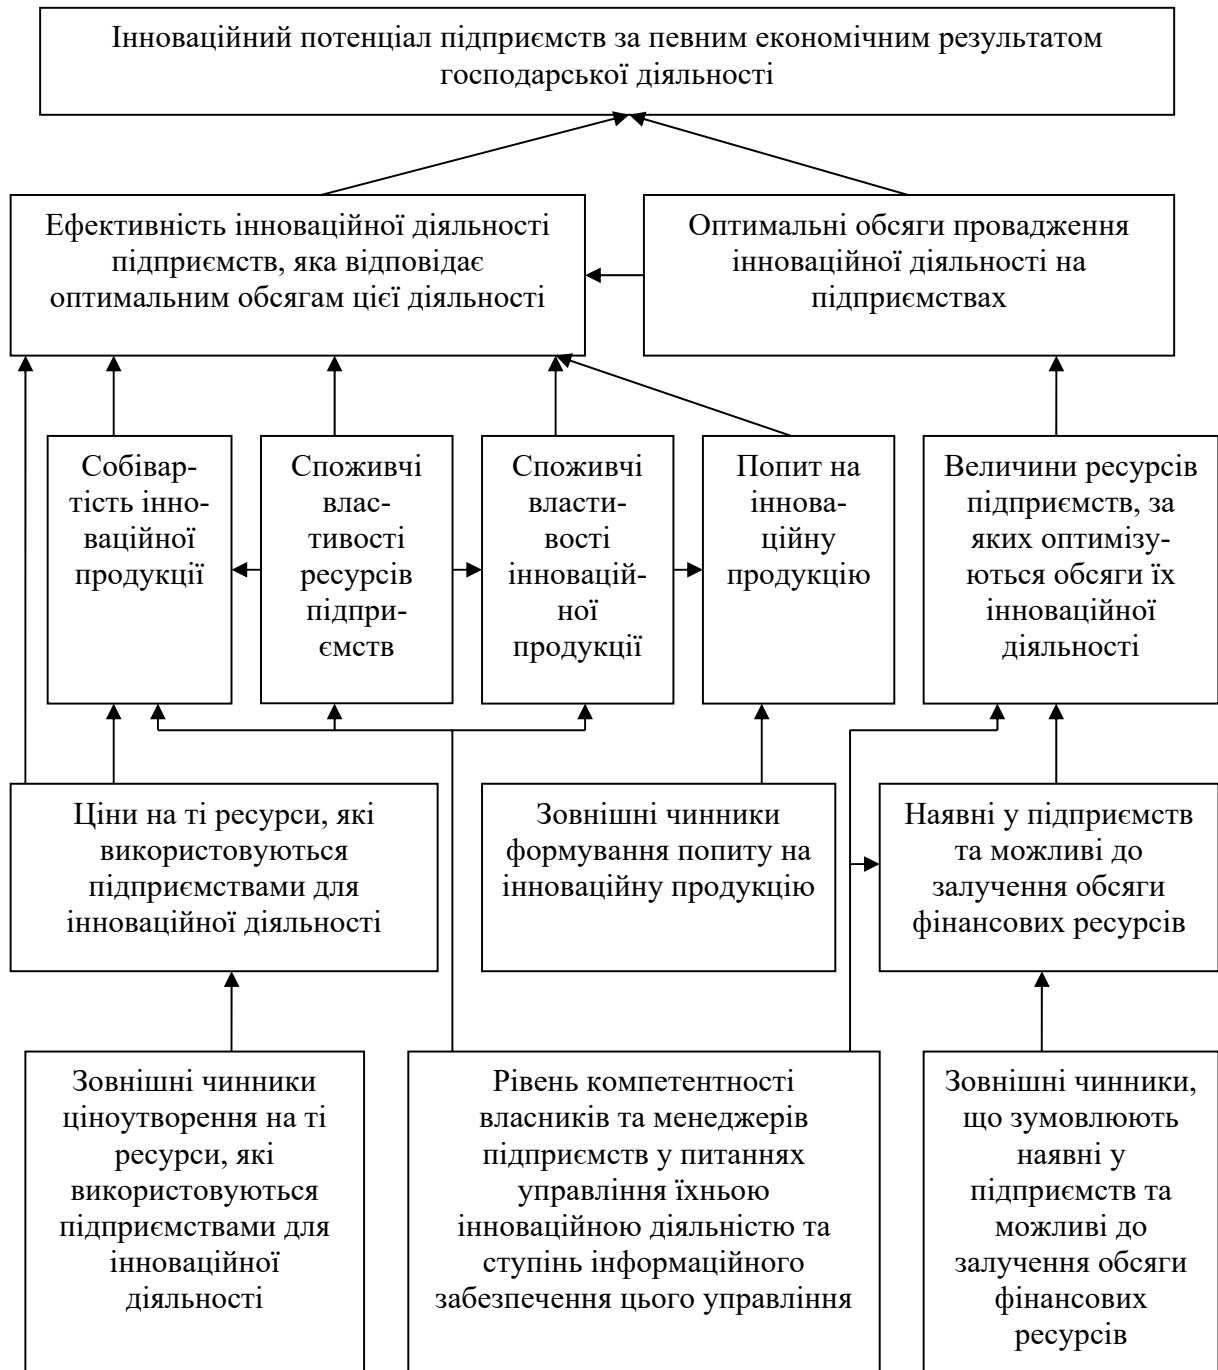 Інноваційний потенціал підприємств за певним економічним результатом
господарської діяльності
Ефективність інноваційної діяльності
підприємств, яка відповідає
оптимальним обсягам цієї діяльності
Оптимальні обсяги провадження
інноваційної діяльності на
підприємствах
Собівар-
тість інно-
ваційної
продукції
Споживчі
влас-
тивості
ресурсів
підпри-
ємств
Споживчі
власти-
вості
інновацій-
ної
продукції
Попит на
іннова-
ційну
продукцію
Величини ресурсів
підприємств, за
яких оптимізу-
ються обсяги їх
інноваційної
діяльності
Ціни на ті ресурси, які
використовуються
підприємствами для
інноваційної діяльності
Зовнішні чинники
формування попиту на
інноваційну продукцію
Наявні у підприємств
та можливі до
залучення обсяги
фінансових ресурсів
Зовнішні чинники
ціноутворення на ті
ресурси, які
використовуються
підприємствами для
інноваційної
діяльності
Рівень компетентності
власників та менеджерів
підприємств у питаннях
управління їхньою
інноваційною діяльністю та
ступінь інформаційного
забезпечення цього управління
Зовнішні чинники,
що зумовлюють
наявні у
підприємств та
можливі до
залучення обсяги
фінансових
ресурсів